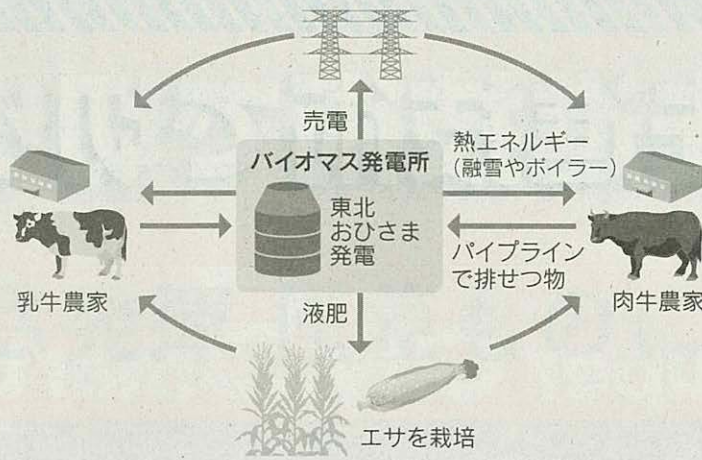 売電
バイオマス発電所
東北
おひさま
発電
熱エネルギー
(融雪やボイラー)
パイプライン
で排せつ物
乳牛農家
肉牛農家
液肥
エサを栽培